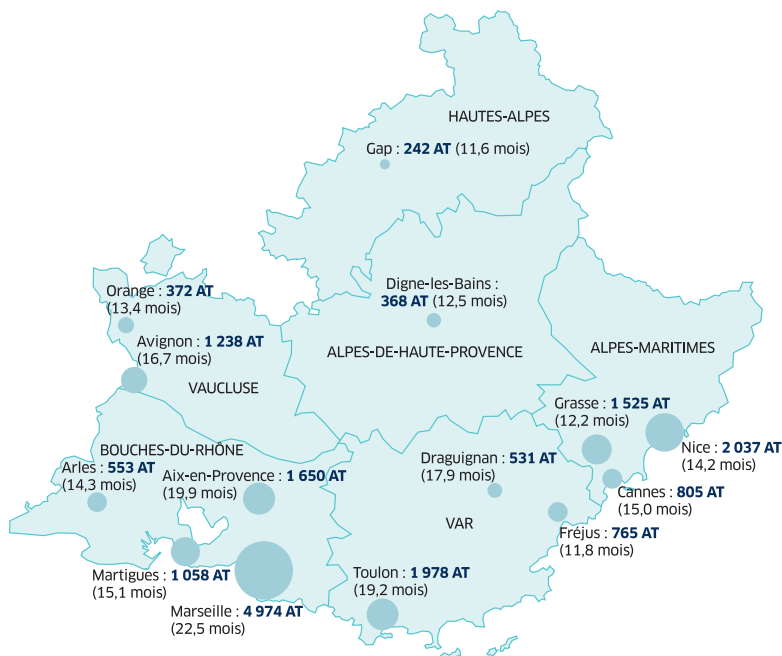 HAUTES-ALPES
Gap : 242 AT (11,6 mois)
Digne-les-Bains :
368 AT (12,5 mois)
ALPES-DE-HAUTE-PROVENCE
Orange : 372 AT
(13,4 mois)
Avignon : 1 238 AT
(16,7 mois)
VAUCLUSE
ALPES-MARITIMES
Grasse : 1 525 AT
(12,2 mois)
Nice : 2 037 AT
(14,2 mois)
Cannes : 805 AT
(15,0 mois)
Fréjus : 765 AT
(11,8 mois)
BOUCHES-DU-RHÔNE
Arles : 553 AT
(14,3 mois)
Aix-en-Provence : 1 650 AT
(19,9 mois)
Draguignan : 531 AT
(17,9 mois)
VAR
Martigues : 1 058 AT
(15,1 mois)
Marseille : 4 974 AT
(22,5 mois)
Toulon : 1 978 AT
(19,2 mois)